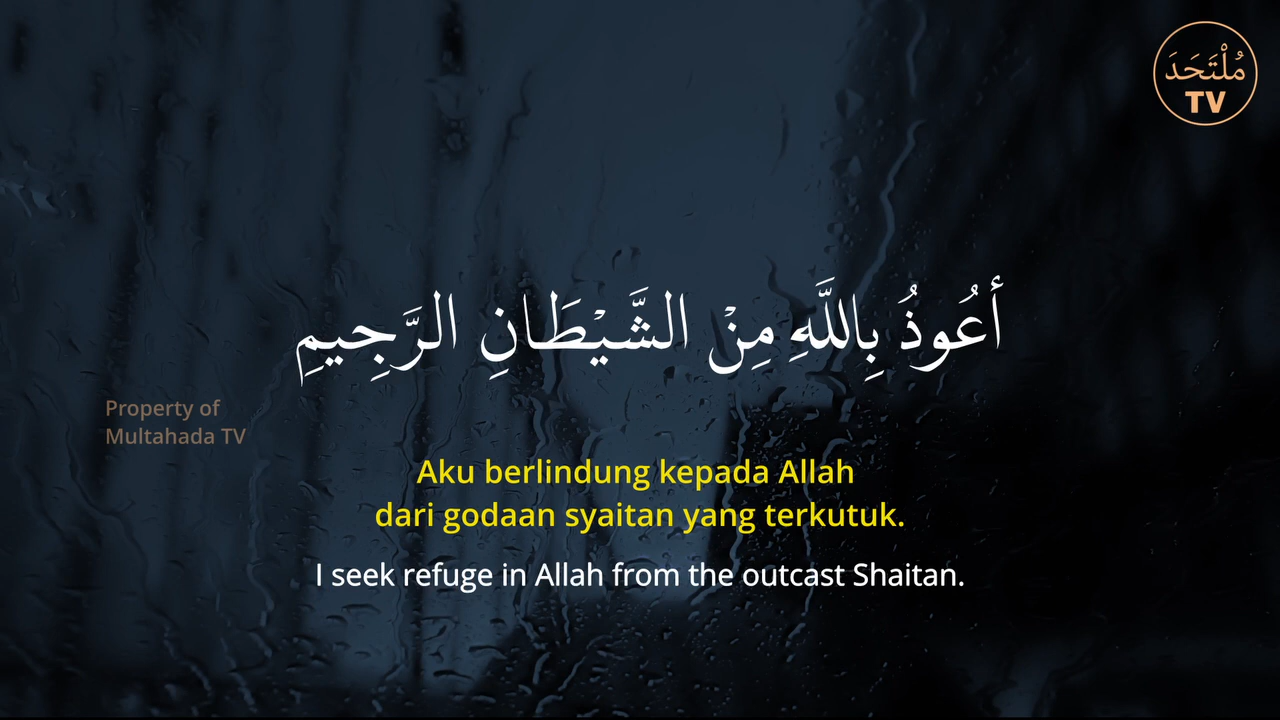 مُلْتَحَدَ
TV
أَعُوذُ بِاللَّهِ مِنْ الشَّيْطَانِ الرَّجِيمِ
Property of
Multahada TV
Aku berlindung kepada Allah
dari godaan syaitan yang terkutuk.
I seek refuge in Allah from the outcast Shaitan.